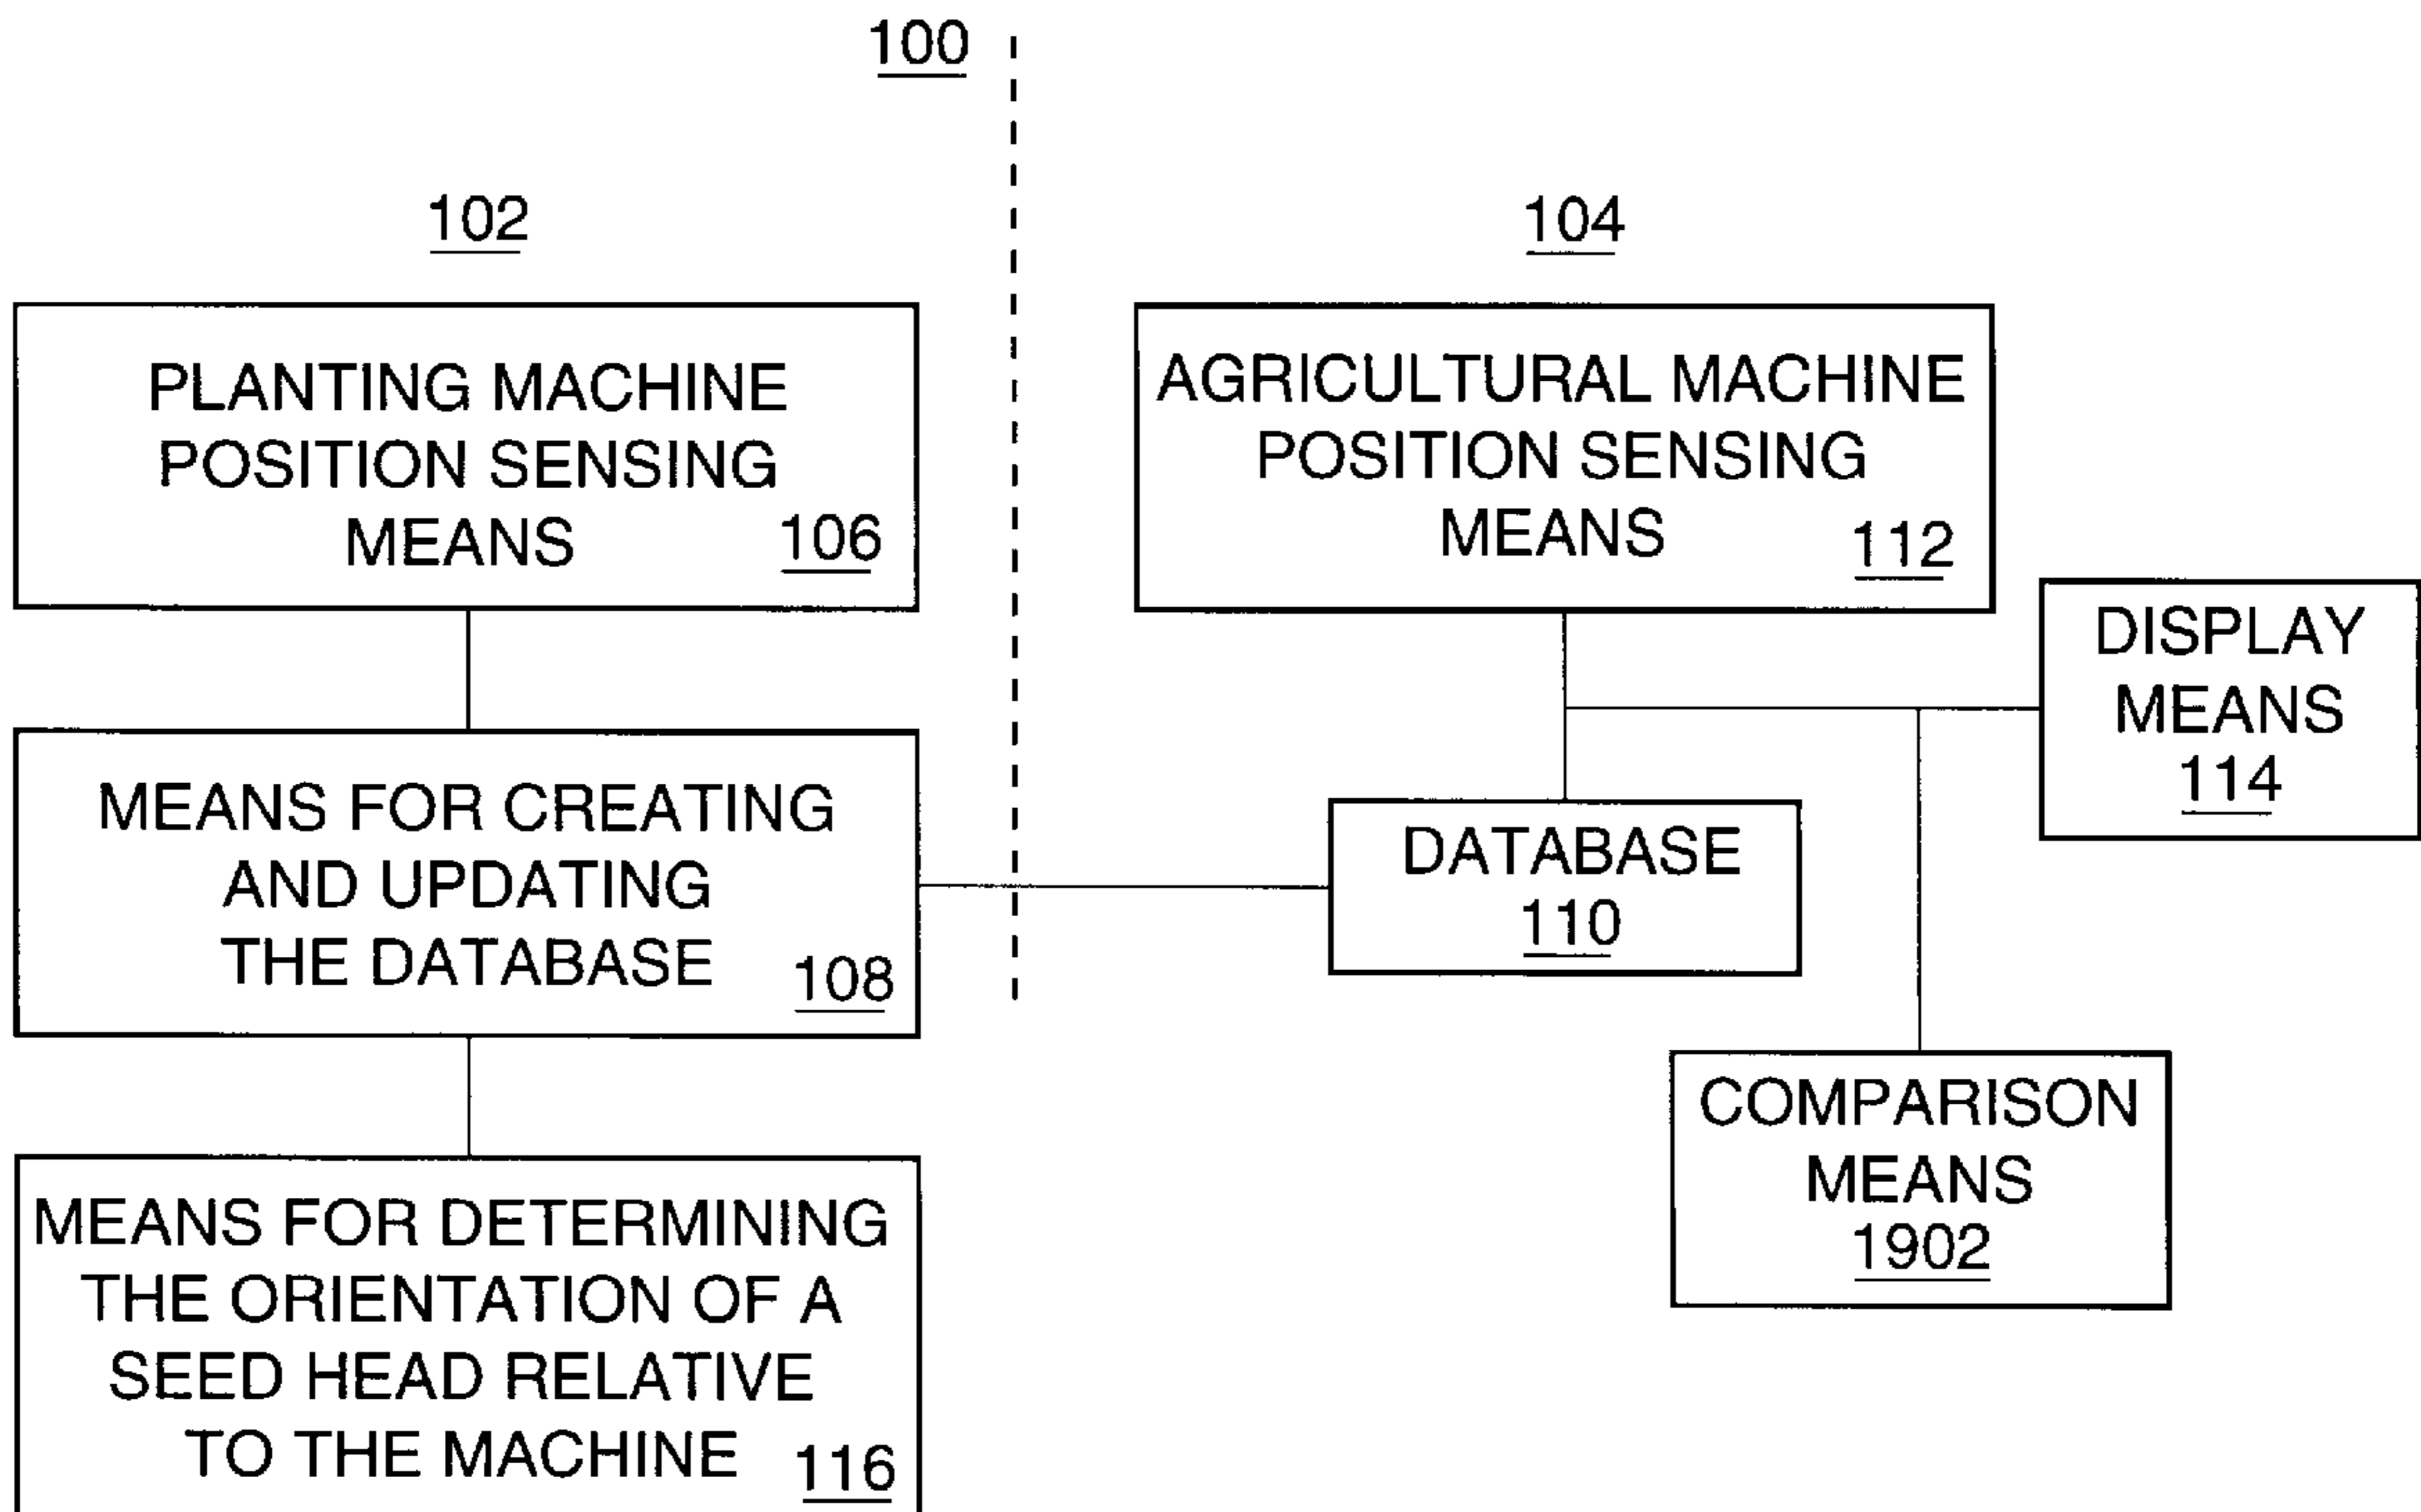 100
102
PLANTING MACHINE
POSITION SENSING
MEANS 106
MEANS FOR CREATING
AND UPDATING
THE DATABASE 108
MEANS FOR DETERMINING
THE ORIENTATION OF A
SEED HEAD RELATIVE
TO THE MACHINE 116
104
AGRICULTURAL MACHINE
POSITION SENSING
MEANS 112
DISPLAY
MEANS
114
DATABASE
110
COMPARISON
MEANS
1902